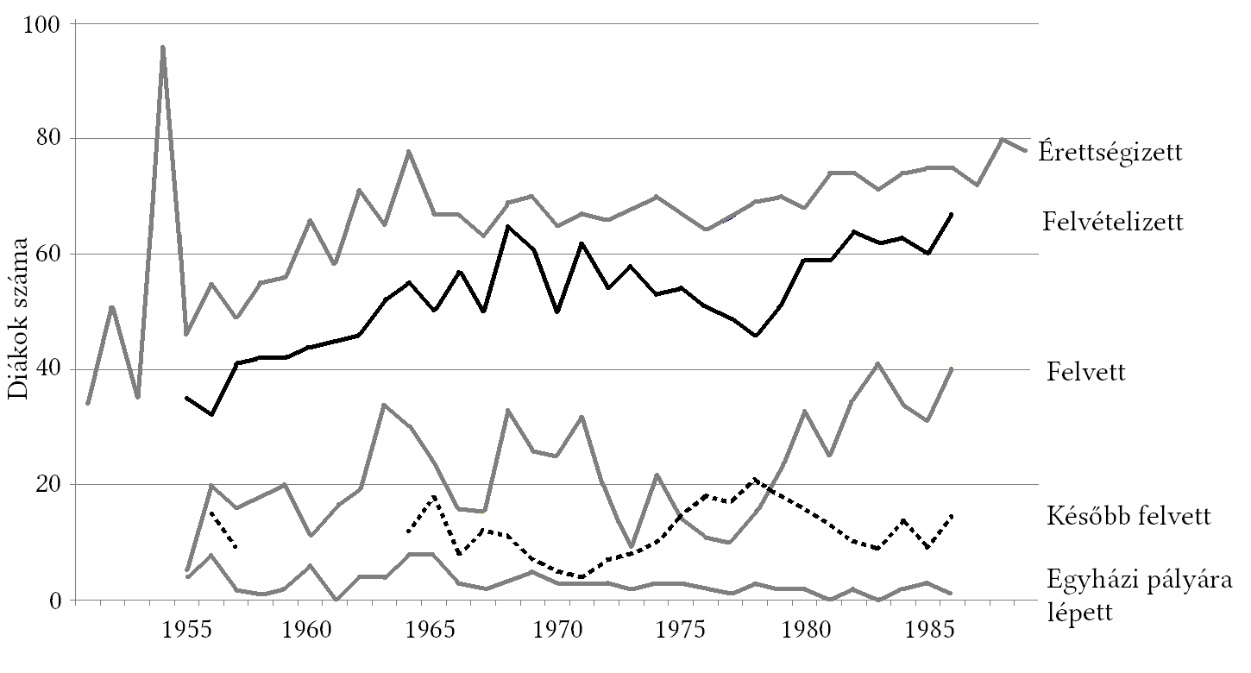 100
80
60
40
20
0
Diákok száma
1955 1960 1965 1970 1975 1980 1985
Érettségizett
Felvételizett
Felvett
Később felvett
Egyházi pályára
lépett